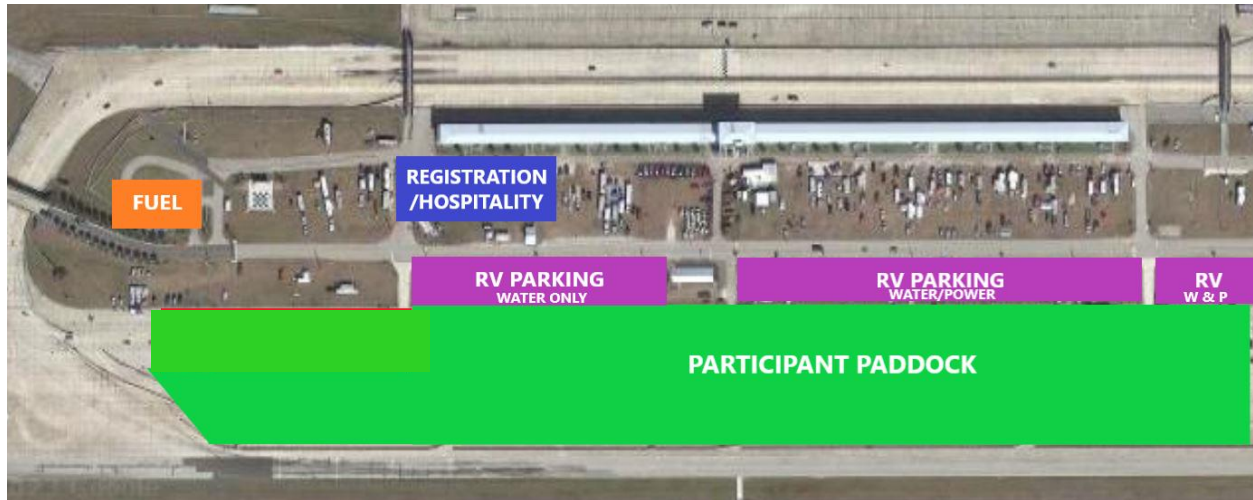 FUEL
REGISTRATION
/HOSPITALITY
RV PARKING
WATER ONLY
RV PARKING
WATER/POWER
RV
W & P
PARTICIPANT PADDOCK